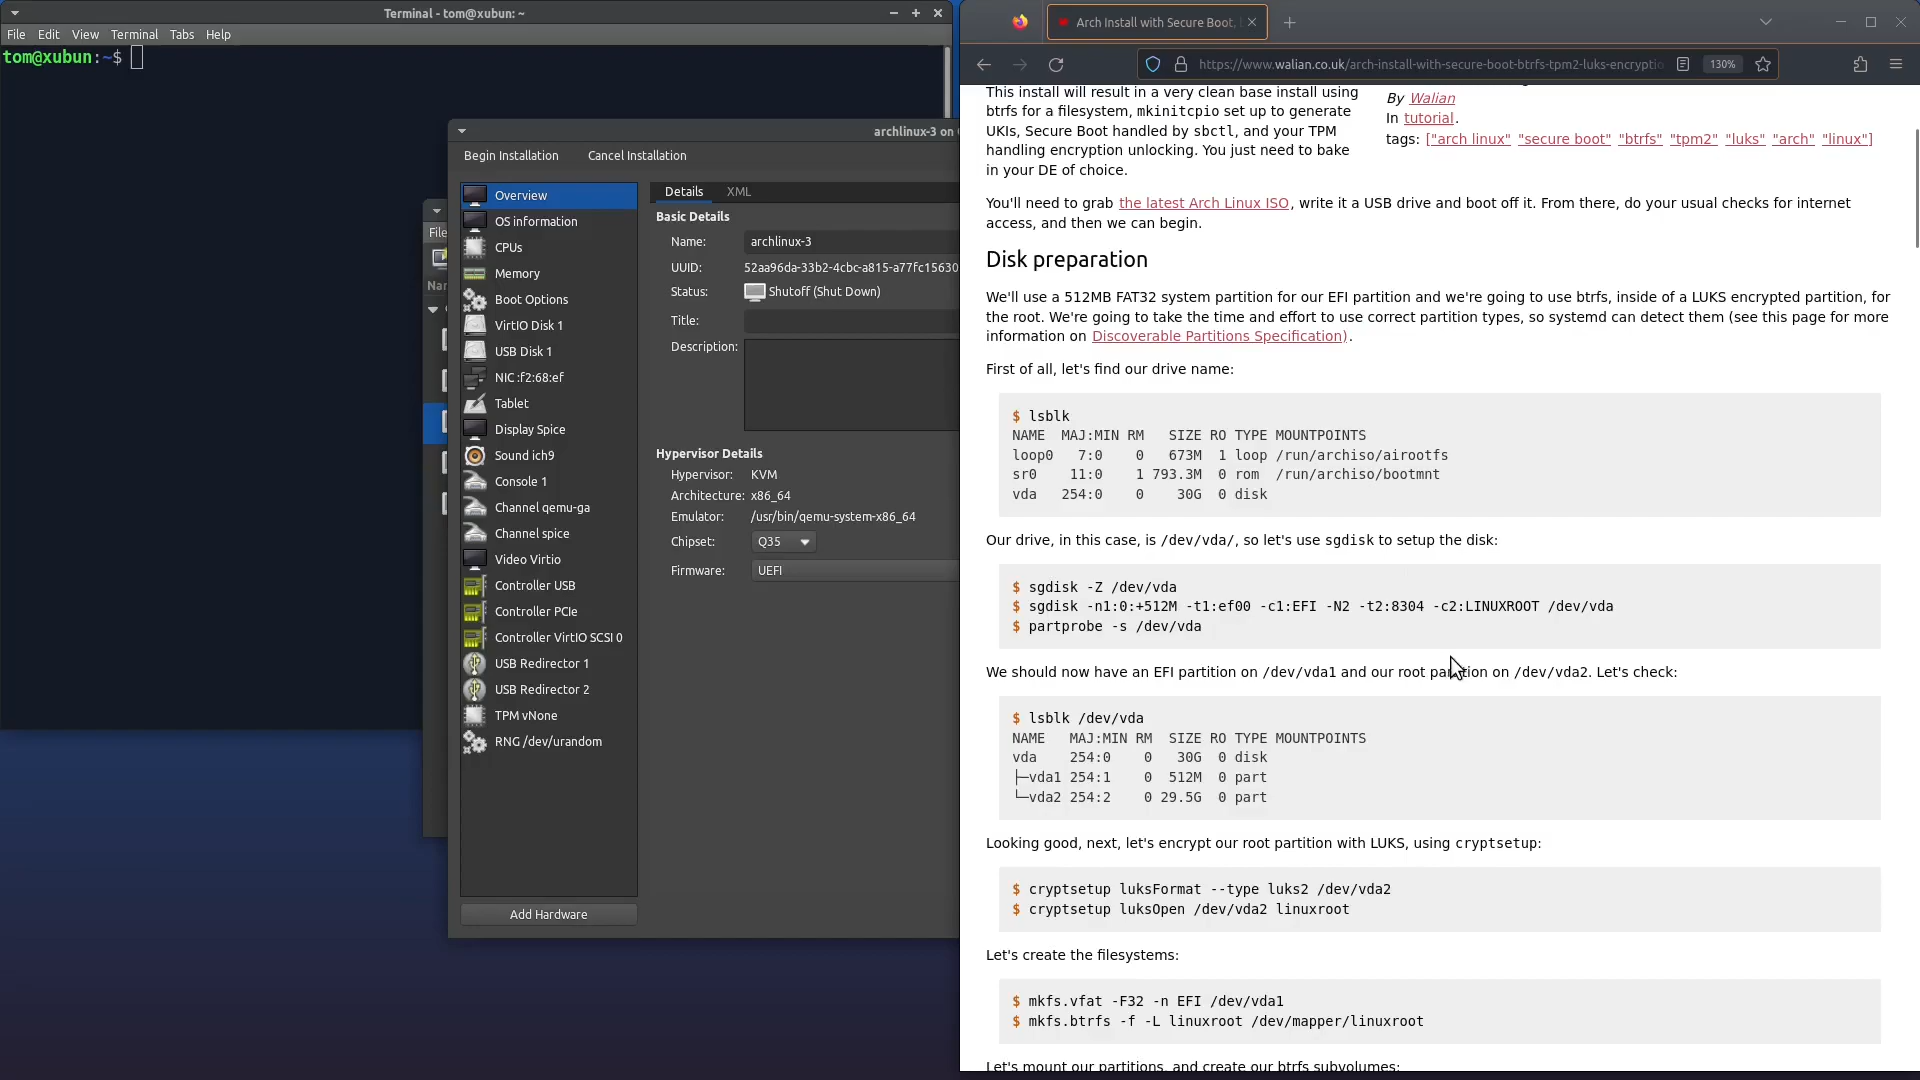 Terminal - tom@xubun: ~
File Edit View Terminal Tabs Help
tom@xubun:~$
File
archlinux-3 on
Begin Installation Cancel Installation
Overview
OS information
CPUs
Memory
Boot Options
VirtIO Disk 1
USB Disk 1
NIC :f2:68:ef
Tablet
Display Spice
Sound ich9
Console 1
Channel qemu-ga
Channel spice
Video Virtio
Controller USB
Controller PCIe
Controller VirtIO SCSI 0
USB Redirector 1
USB Redirector 2
TPM vNone
RNG /dev/urandom
Add Hardware
Details XML
Basic Details
Name: archlinux-3
UUID: 52aa96da-33b2-4cbc-a815-a77fc15630
Status: Shutoff (Shut Down)
Title:
Description:
Hypervisor Details
Hypervisor: KVM
Architecture: x86_64
Emulator: /usr/bin/qemu-system-x86_64
Chipset: Q35
Firmware: UEFI
Arch Install with Secure Boot,
https://www.walian.co.uk/arch-install-with-secure-boot-btrfs-tpm2-luks-encryptio 130%
This install will result in a very clean base install using
btrfs for a filesystem, mkinitcpio set up to generate
UKIs, Secure Boot handled by sbctl, and your TPM
handling encryption unlocking. You just need to bake
in your DE of choice.
By Walian
In tutorial.
tags: ["arch linux" "secure boot" "btrfs" "tpm2" "luks" "arch" "linux"]
You'll need to grab the latest Arch Linux ISO, write it a USB drive and boot off it. From there, do your usual checks for internet
access, and then we can begin.
Disk preparation
We'll use a 512MB FAT32 system partition for our EFI partition and we're going to use btrfs, inside of a LUKS encrypted partition, for
the root. We're going to take the time and effort to use correct partition types, so systemd can detect them (see this page for more
information on Discoverable Partitions Specification).
First of all, let's find our drive name:
$ lsblk
NAME MAJ:MIN RM SIZE RO TYPE MOUNTPOINTS
loop0 7:0 0 673M 1 loop /run/archiso/airootfs
sr0 11:0 1 793.3M 0 rom /run/archiso/bootmnt
vda 254:0 0 30G 0 disk
Our drive, in this case, is /dev/vda/, so let's use sgdisk to setup the disk:
$ sgdisk -Z /dev/vda
$ sgdisk -n1:0:+512M -t1:ef00 -c1:EFI -N2 -t2:8304 -c2:LINUXROOT /dev/vda
$ partprobe -s /dev/vda
We should now have an EFI partition on /dev/vda1 and our root partition on /dev/vda2. Let's check:
$ lsblk /dev/vda
NAME MAJ:MIN RM SIZE RO TYPE MOUNTPOINTS
vda 254:0 0 30G 0 disk
├─vda1 254:1 0 512M 0 part
└─vda2 254:2 0 29.5G 0 part
Looking good, next, let's encrypt our root partition with LUKS, using cryptsetup:
$ cryptsetup luksFormat --type luks2 /dev/vda2
$ cryptsetup luksOpen /dev/vda2 linuxroot
Let's create the filesystems:
$ mkfs.vfat -F32 -n EFI /dev/vda1
$ mkfs.btrfs -f -L linuxroot /dev/mapper/linuxroot
Let's mount our partitions, and create our btrfs subvolumes: